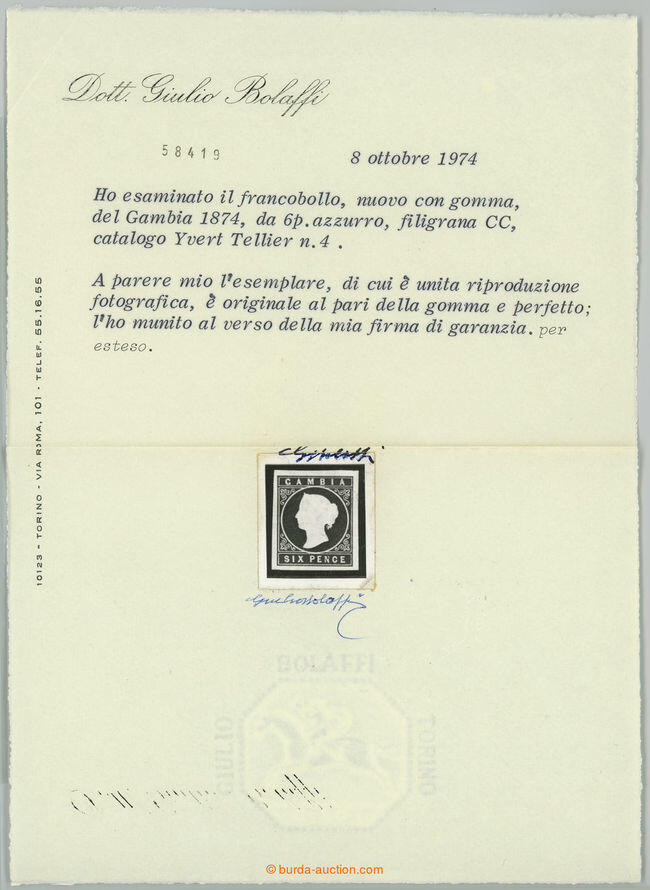 Dott. Giulio Bolaffi
58419
8 ottobre 1974
Ho esaminato il francobollo, nuovo con gomma,
del Gambia 1874, da 6p. azzurro, filigrana CC,
catalogo Yvert Tellier n. 4 .
A parere mio l'esemplare, di cui è unita riproduzione
fotografica, è originale al pari della gomma e perfetto;
l'ho munito al verso della mia firma di garanzia. per
esteso.
10123 - TORINO - VIA ROMA, 101 - TELEF. 55.16.55
GAMBIA
SIX PENCE
Giulio Bolaffi
BOLAFFI
GIULIO
TORINO
© burda-auction.com